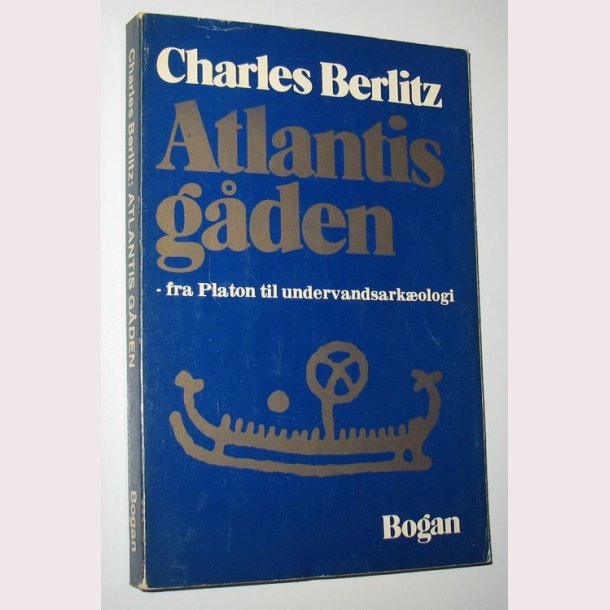 Charles Berlitz
Atlantis
gåden
- fra Platon til undervandsarkæologi
Bogan
Charles Berlitz: ATLANTIS GÅDEN
Bogan